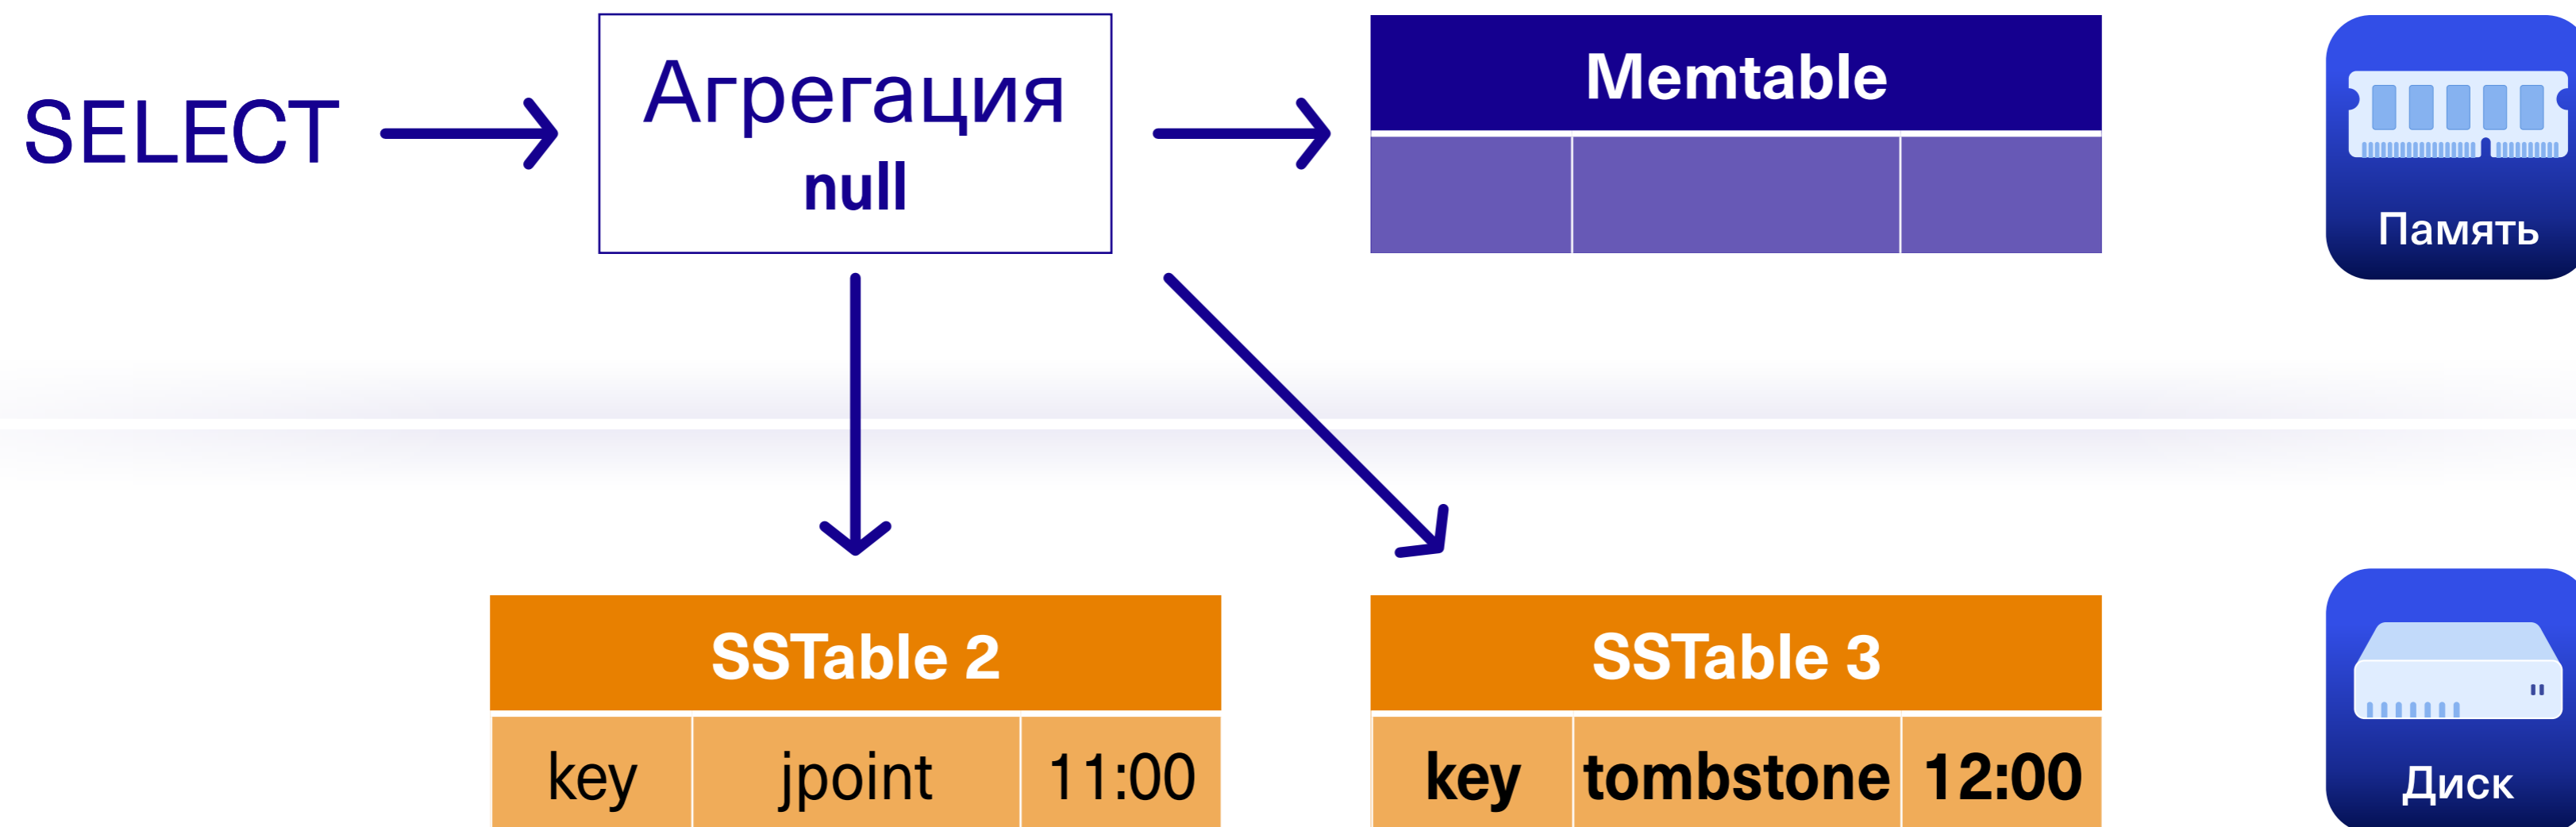 SELECT
Агрегация
null
Memtable
Память
SSTable 2
key jpoint 11:00
SSTable 3
key tombstone 12:00
Диск